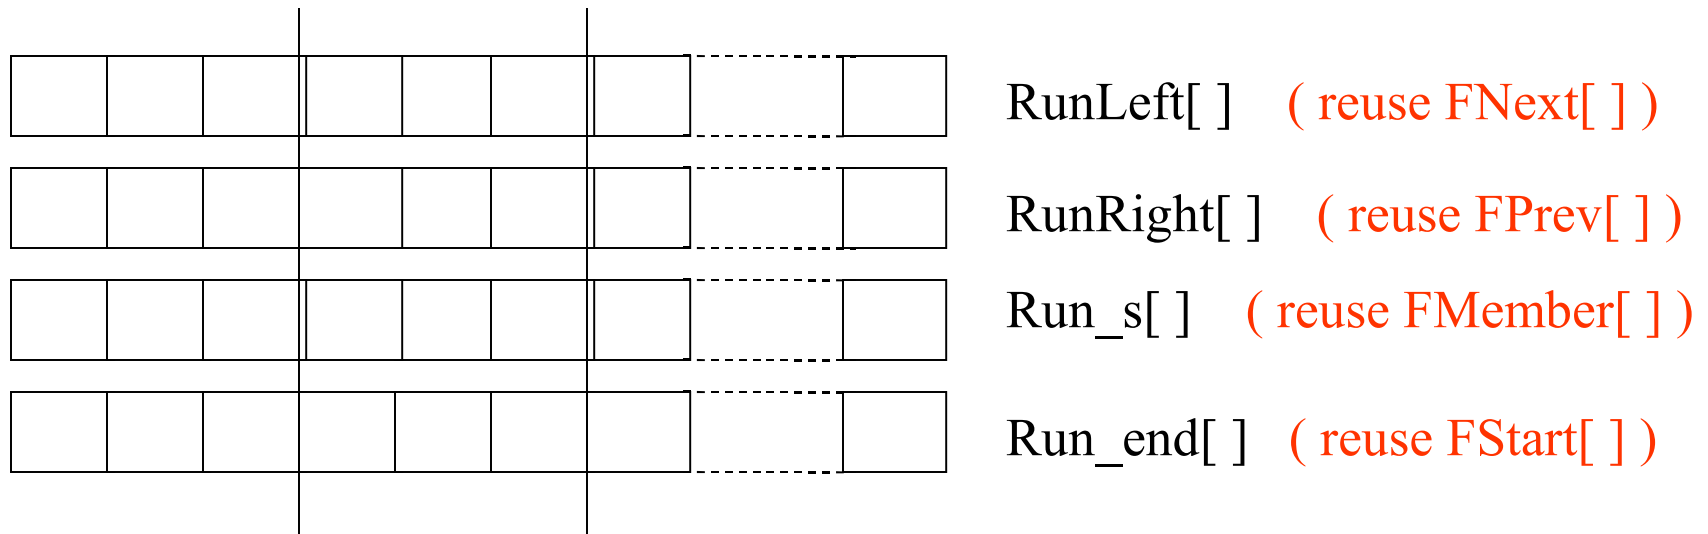 RunLeft[ ] ( reuse FNext[ ] )
RunRight[ ] ( reuse FPrev[ ] )
Run_s[ ] ( reuse FMember[ ] )
Run_end[ ] ( reuse FStart[ ] )